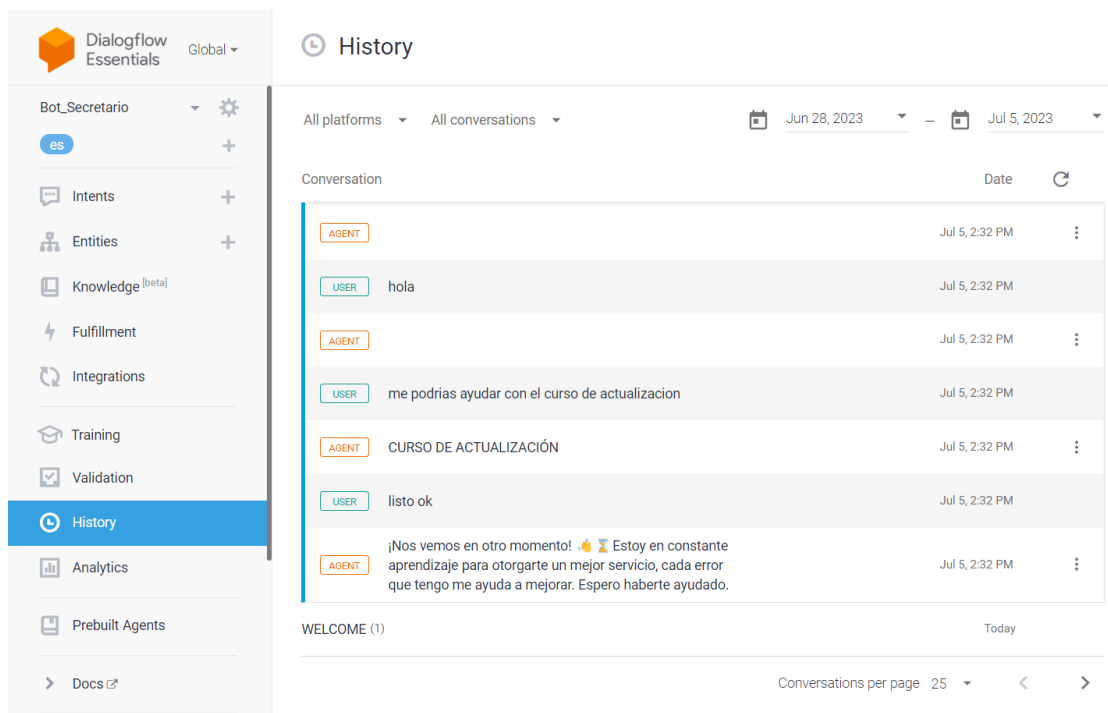 Dialogflow
Essentials
Global
History
Bot_Secretario
es
All platforms
All conversations
Jun 28, 2023
–
Jul 5, 2023
Intents
Entities
Knowledge [beta]
Fulfillment
Integrations
Training
Validation
History
Analytics
Prebuilt Agents
Docs
Conversation
Date
AGENT
Jul 5, 2:32 PM
USER
hola
Jul 5, 2:32 PM
AGENT
Jul 5, 2:32 PM
USER
me podrias ayudar con el curso de actualizacion
Jul 5, 2:32 PM
AGENT
CURSO DE ACTUALIZACIÓN
Jul 5, 2:32 PM
USER
listo ok
Jul 5, 2:32 PM
AGENT
¡Nos vemos en otro momento! 👋 ⏳ Estoy en constante
aprendizaje para otorgarte un mejor servicio, cada error
que tengo me ayuda a mejorar. Espero haberte ayudado.
Jul 5, 2:32 PM
WELCOME (1)
Today
Conversations per page
25